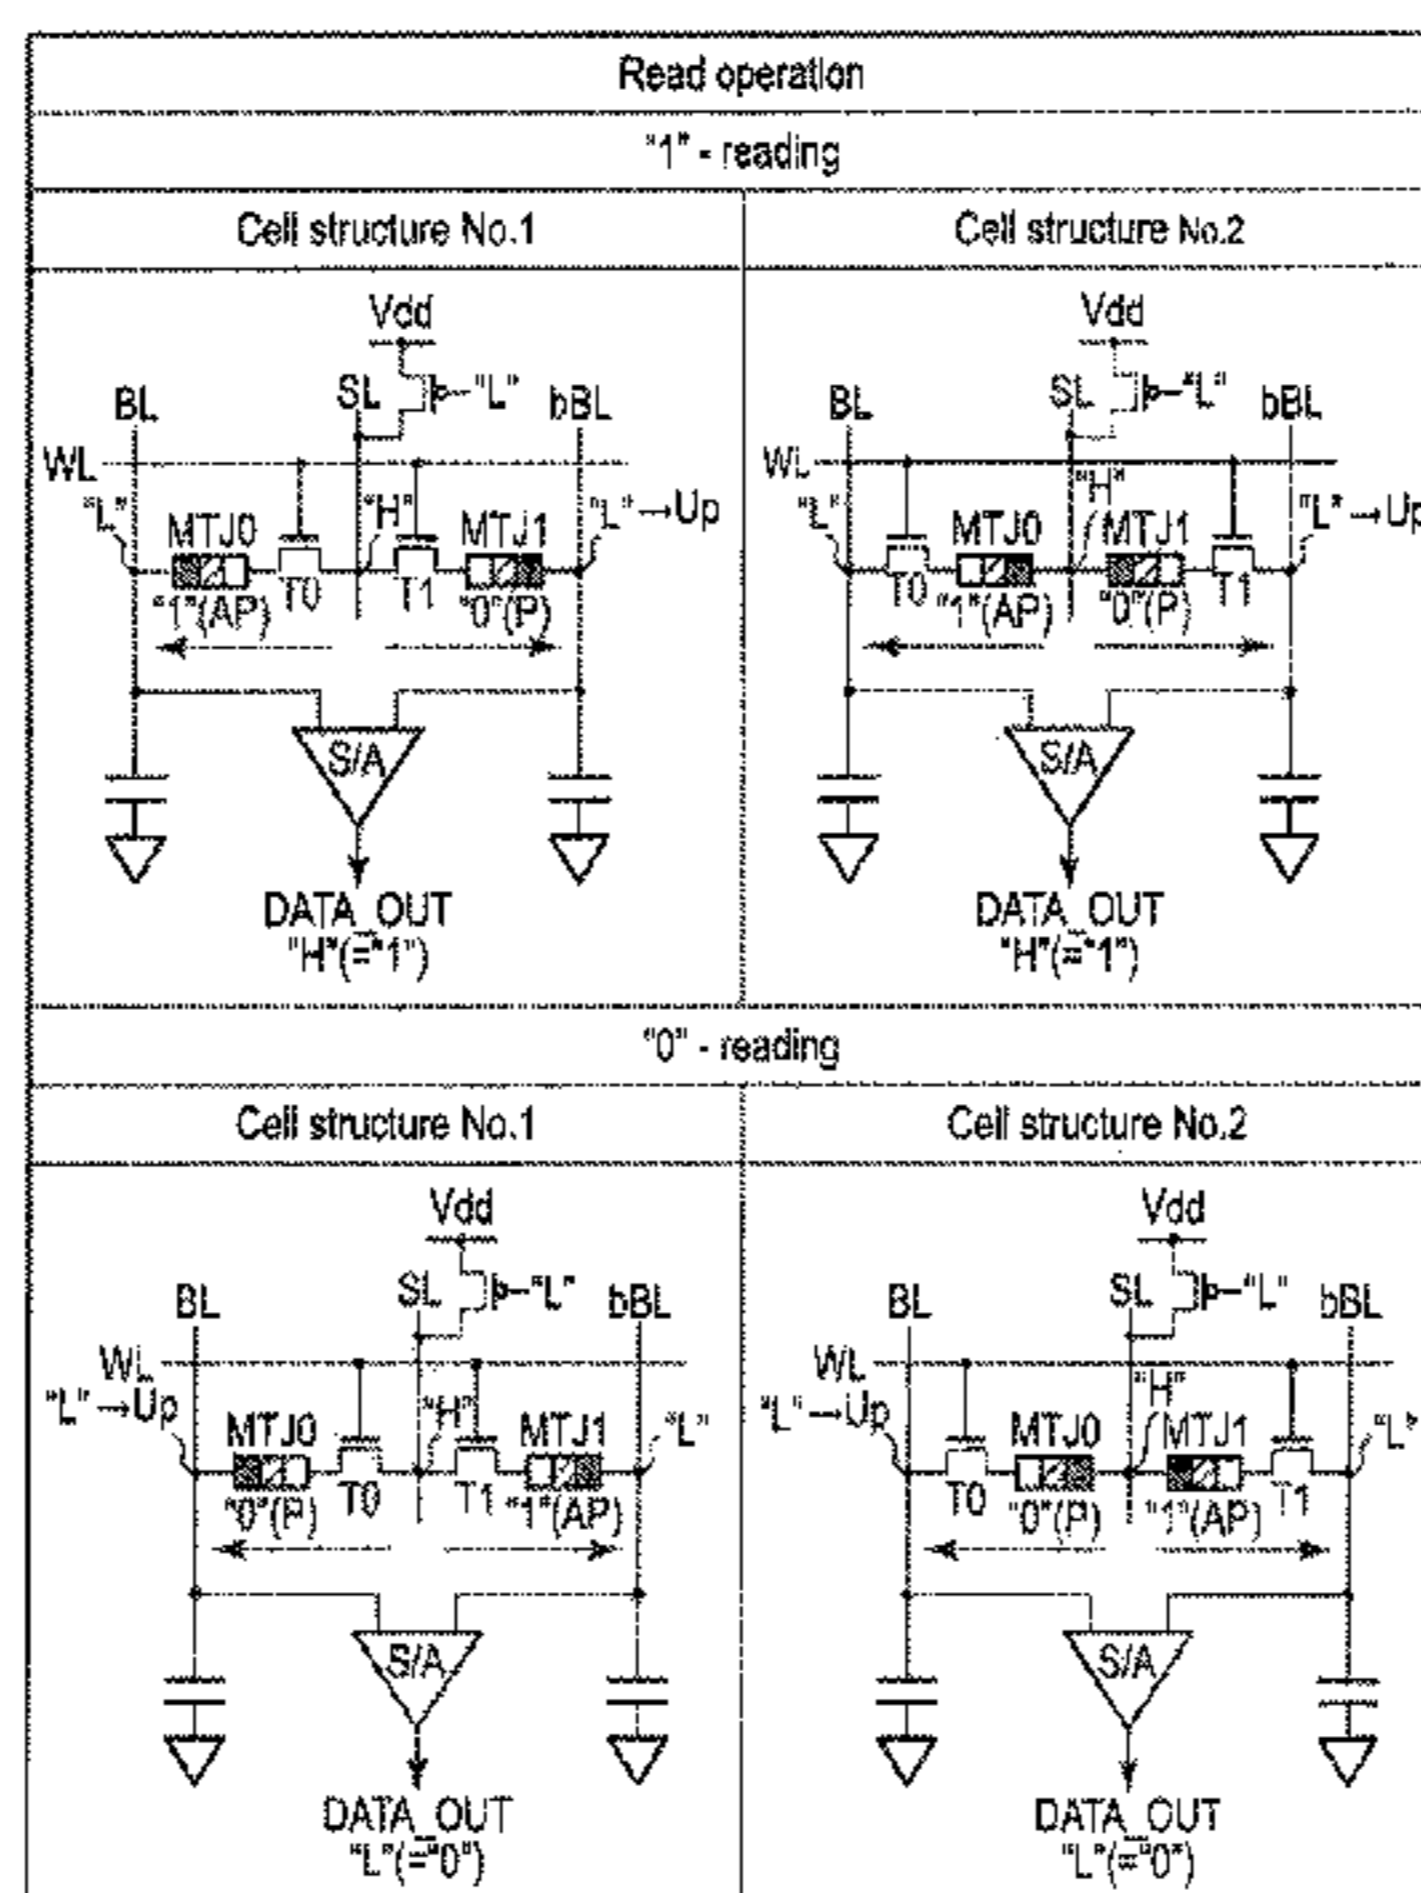 Read operation
"1" - reading
Cell structure No.1
Vdd
BL SL "L" bBL
WL
"L" MTJ0 "H" MTJ1 "L"→Up
T0 T1
"1"(AP) "0"(P)
S/A
DATA_OUT
"H"(="1")
Cell structure No.2
Vdd
BL SL "L" bBL
WL
"L" MTJ0 "H" MTJ1 "L"→Up
T0 T1
"1"(AP) "0"(P)
S/A
DATA_OUT
"H"(="1")
"0" - reading
Cell structure No.1
Vdd
BL SL "L" bBL
WL
"L"→Up MTJ0 "H" MTJ1 "L"
T0 T1
"0"(P) "1"(AP)
S/A
DATA_OUT
"L"(="0")
Cell structure No.2
Vdd
BL SL "L" bBL
WL
"L"→Up MTJ0 "H" MTJ1 "L"
T0 T1
"0"(P) "1"(AP)
S/A
DATA_OUT
"L"(="0")